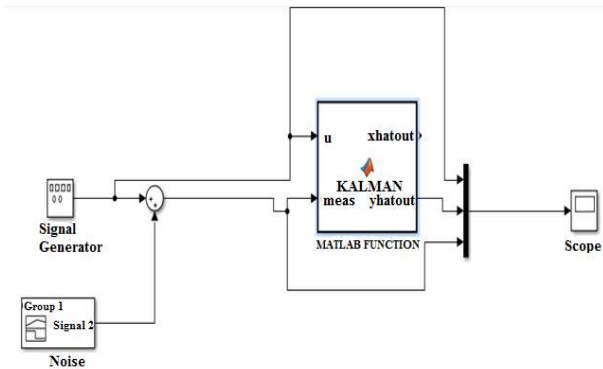 u xhatout
KALMAN
meas yhatout
MATLAB FUNCTION
Signal
Generator
Scope
Group 1
Signal 2
Noise